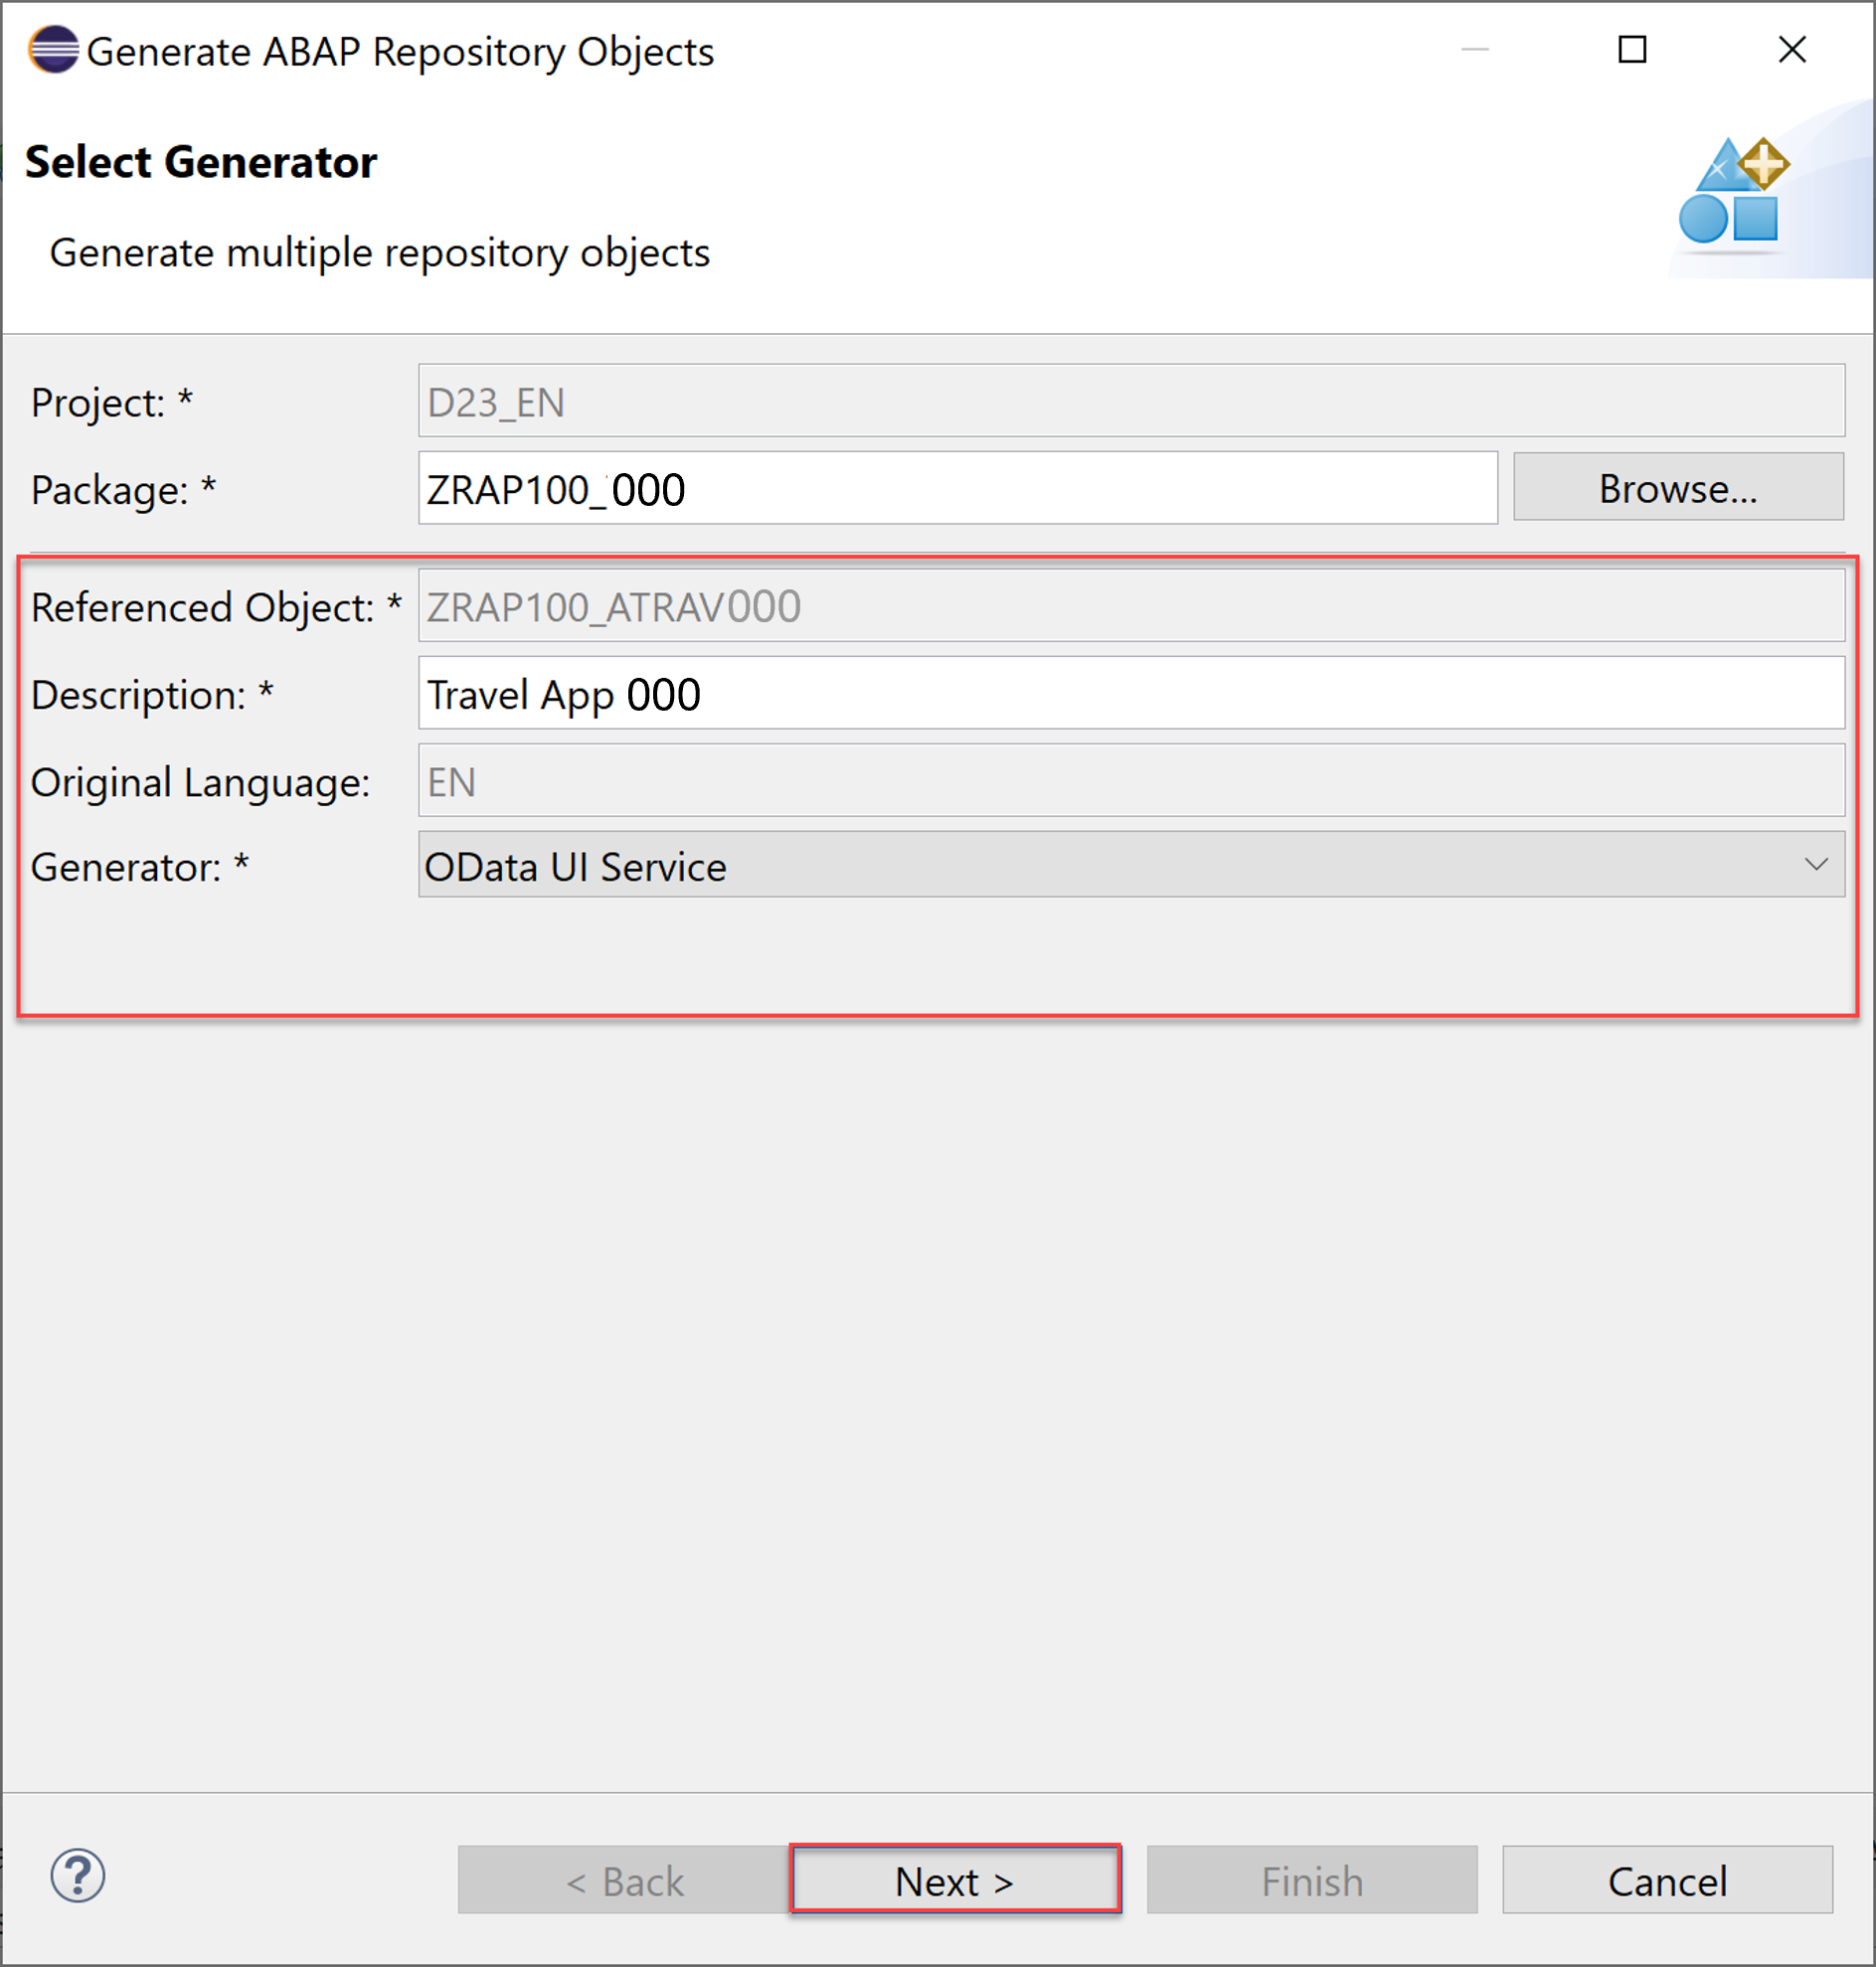 Generate ABAP Repository Objects
Select Generator
Generate multiple repository objects
Project: * D23_EN
Package: * ZRAP100_000 Browse...
Referenced Object: * ZRAP100_ATRAV000
Description: * Travel App 000
Original Language: EN
Generator: * OData UI Service
? < Back Next > Finish Cancel